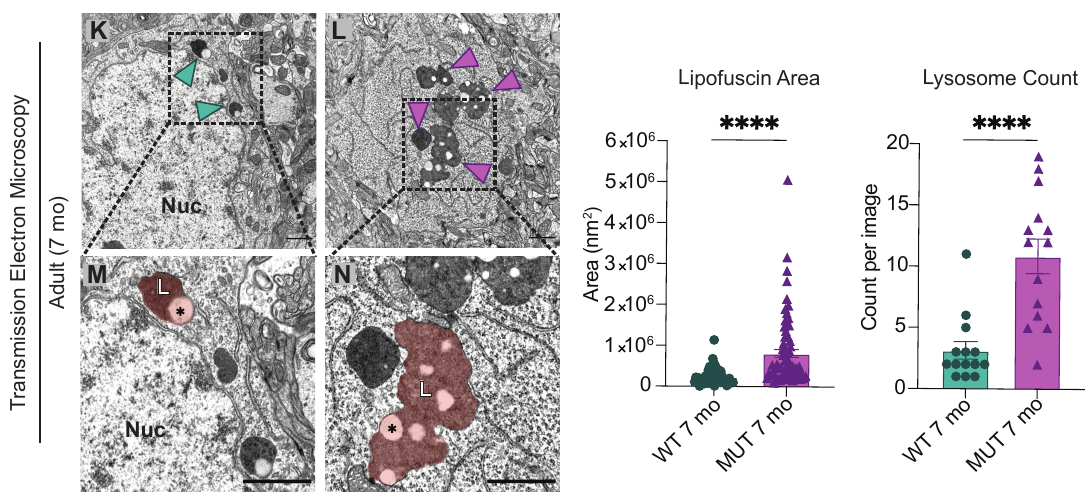 Transmission Electron Microscopy
Adult (7 mo)
K
Nuc
L
M
L
*
Nuc
N
L
*
Lipofuscin Area
****
Area (nm²)
6×10⁶
5×10⁶
4×10⁶
3×10⁶
2×10⁶
1×10⁶
0
WT 7 mo
MUT 7 mo
Lysosome Count
****
Count per image
20
15
10
5
0
WT 7 mo
MUT 7 mo